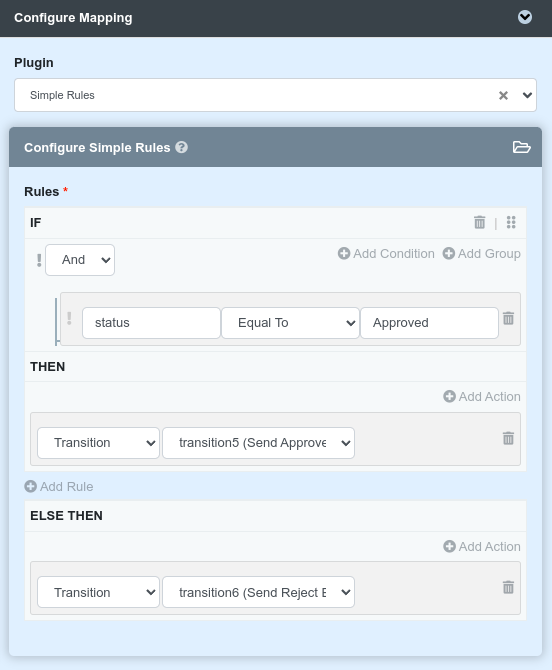 Configure Mapping
Plugin
Simple Rules
Configure Simple Rules ?
Rules *
IF
|
! And Add Condition Add Group
! status Equal To Approved
THEN
Add Action
Transition transition5 (Send Approve
Add Rule
ELSE THEN
Add Action
Transition transition6 (Send Reject E